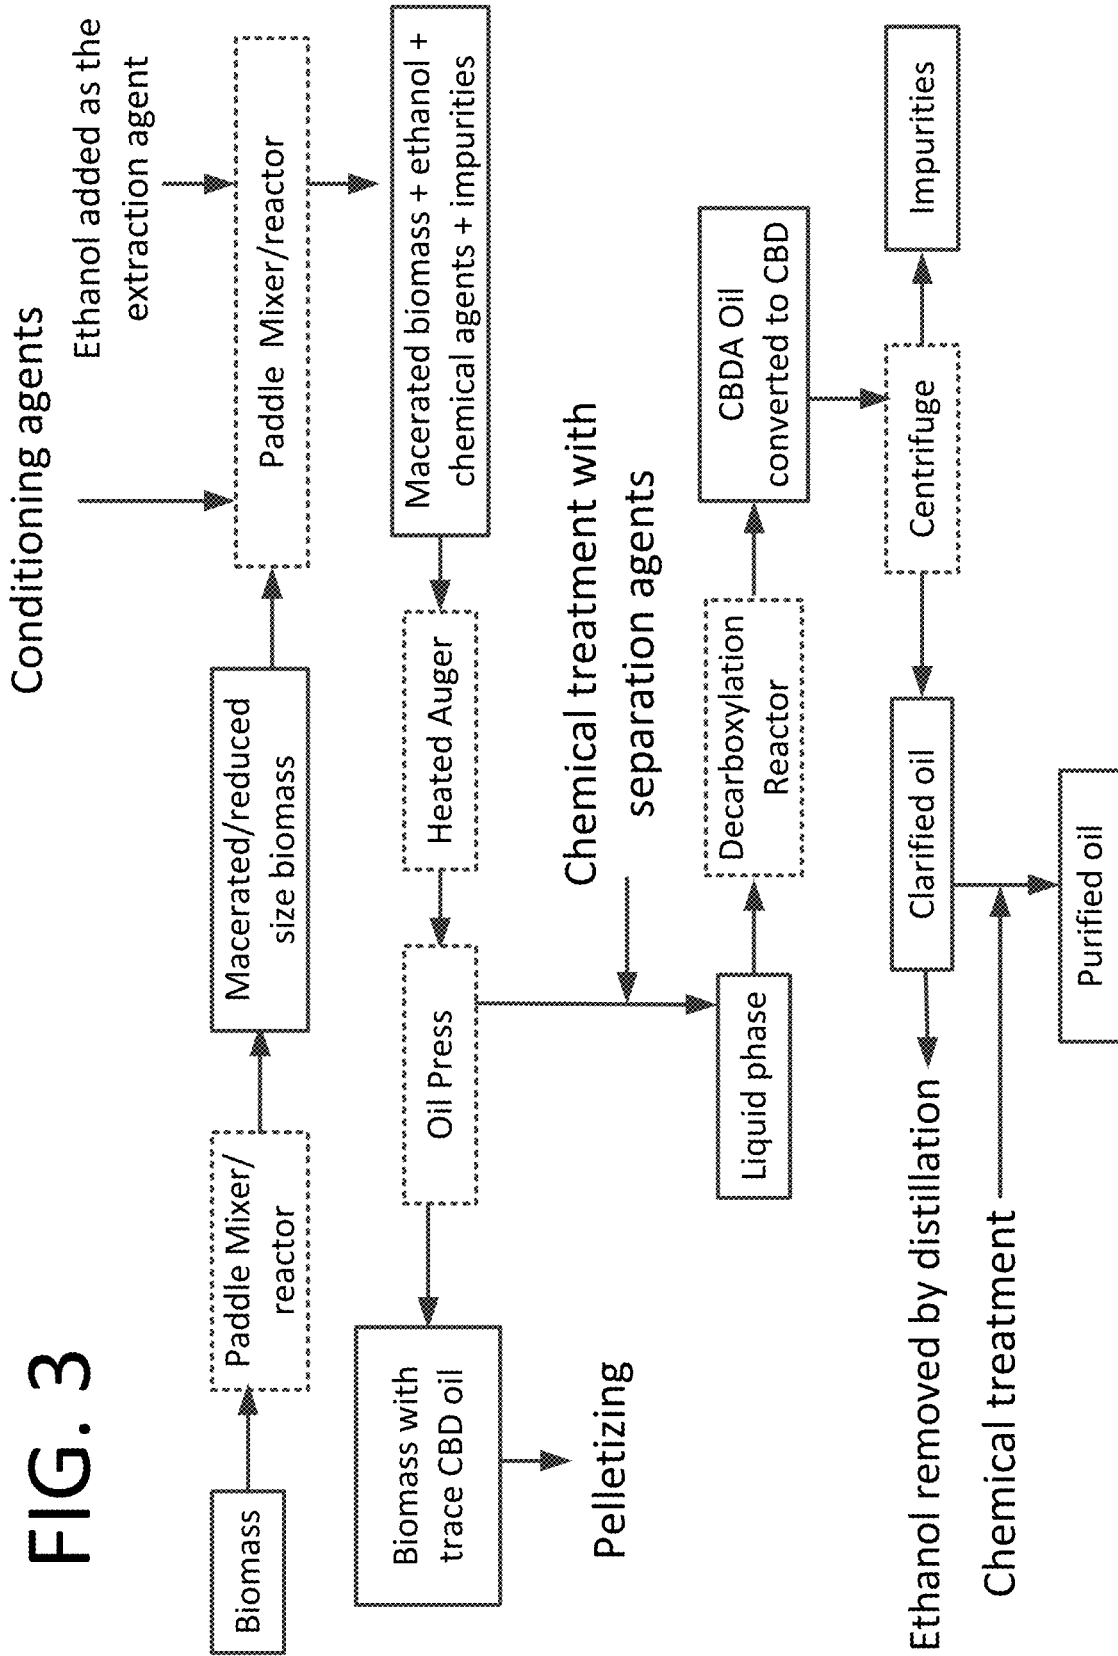 FIG. 3
Conditioning agents
Ethanol added as the
extraction agent
Biomass
Paddle Mixer/
reactor
Macerated/reduced
size biomass
Paddle Mixer/reactor
Macerated biomass + ethanol +
chemical agents + impurities
Heated Auger
Oil Press
Biomass with
trace CBD oil
Pelletizing
Chemical treatment with
separation agents
Liquid phase
Decarboxylation
Reactor
CBDA Oil
converted to CBD
Centrifuge
Impurities
Clarified oil
Ethanol removed by distillation
Chemical treatment
Purified oil